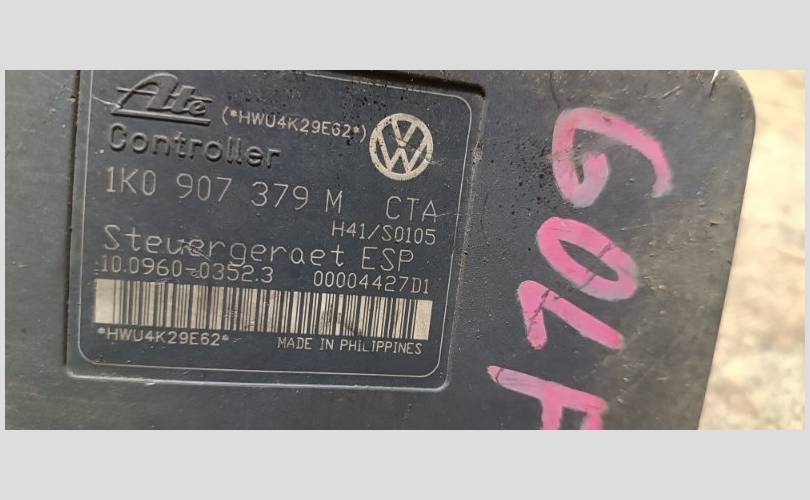 Ate (*HWU4K29E62*)
Controller
1K0 907 379 M CTA
H41/S0105
Steuergeraet ESP
10.0960-0352.3 00004427D1
*HWU4K29E62*
MADE IN PHILIPPINES